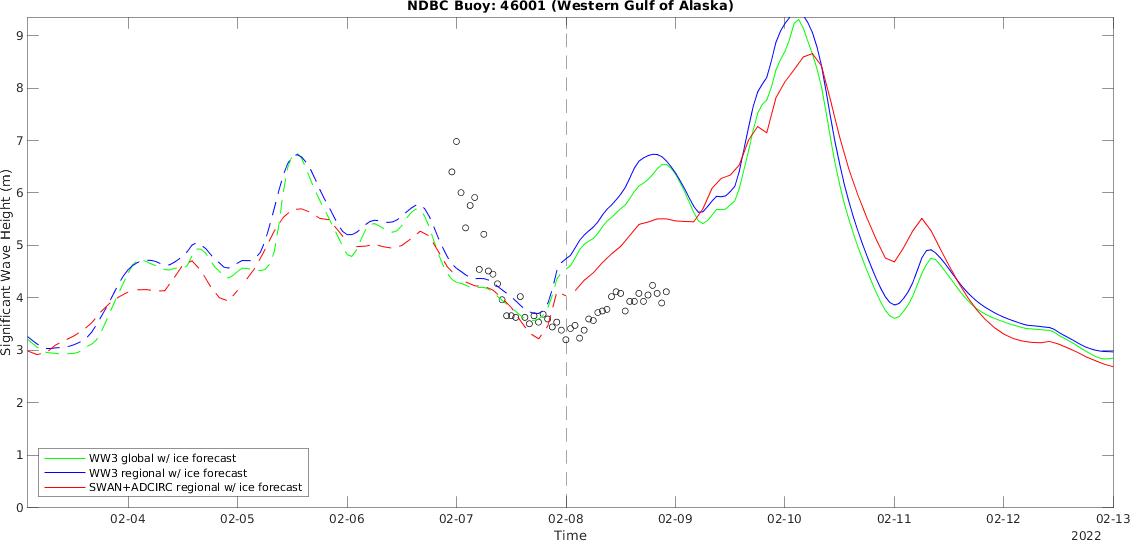 NDBC Buoy: 46001 (Western Gulf of Alaska)
9
8
7
6
5
4
3
2
1
0
Significant Wave Height (m)
WW3 global w/ ice forecast
WW3 regional w/ ice forecast
SWAN+ADCIRC regional w/ ice forecast
02-04 02-05 02-06 02-07 02-08 02-09 02-10 02-11 02-12 02-13
Time
2022